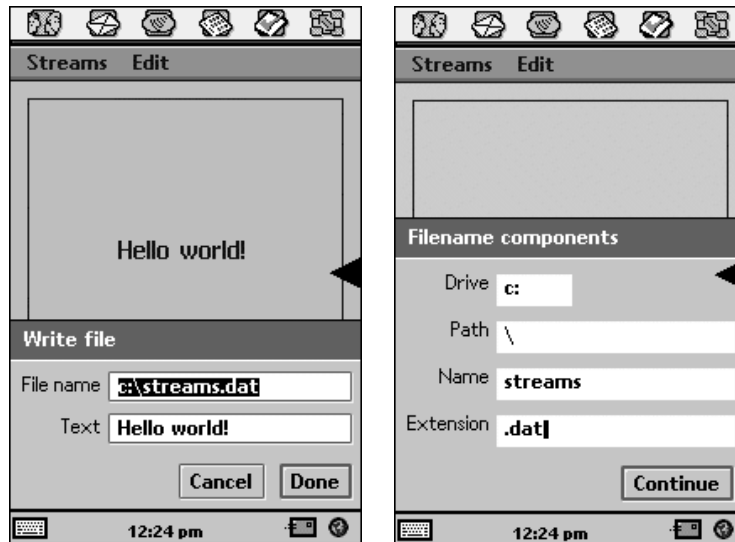 Streams Edit
Hello world!
Write file
File name c:\streams.dat
Text Hello world!
Cancel Done
12:24 pm
Streams Edit
Filename components
Drive c:
Path \
Name streams
Extension .dat
Continue
12:24 pm